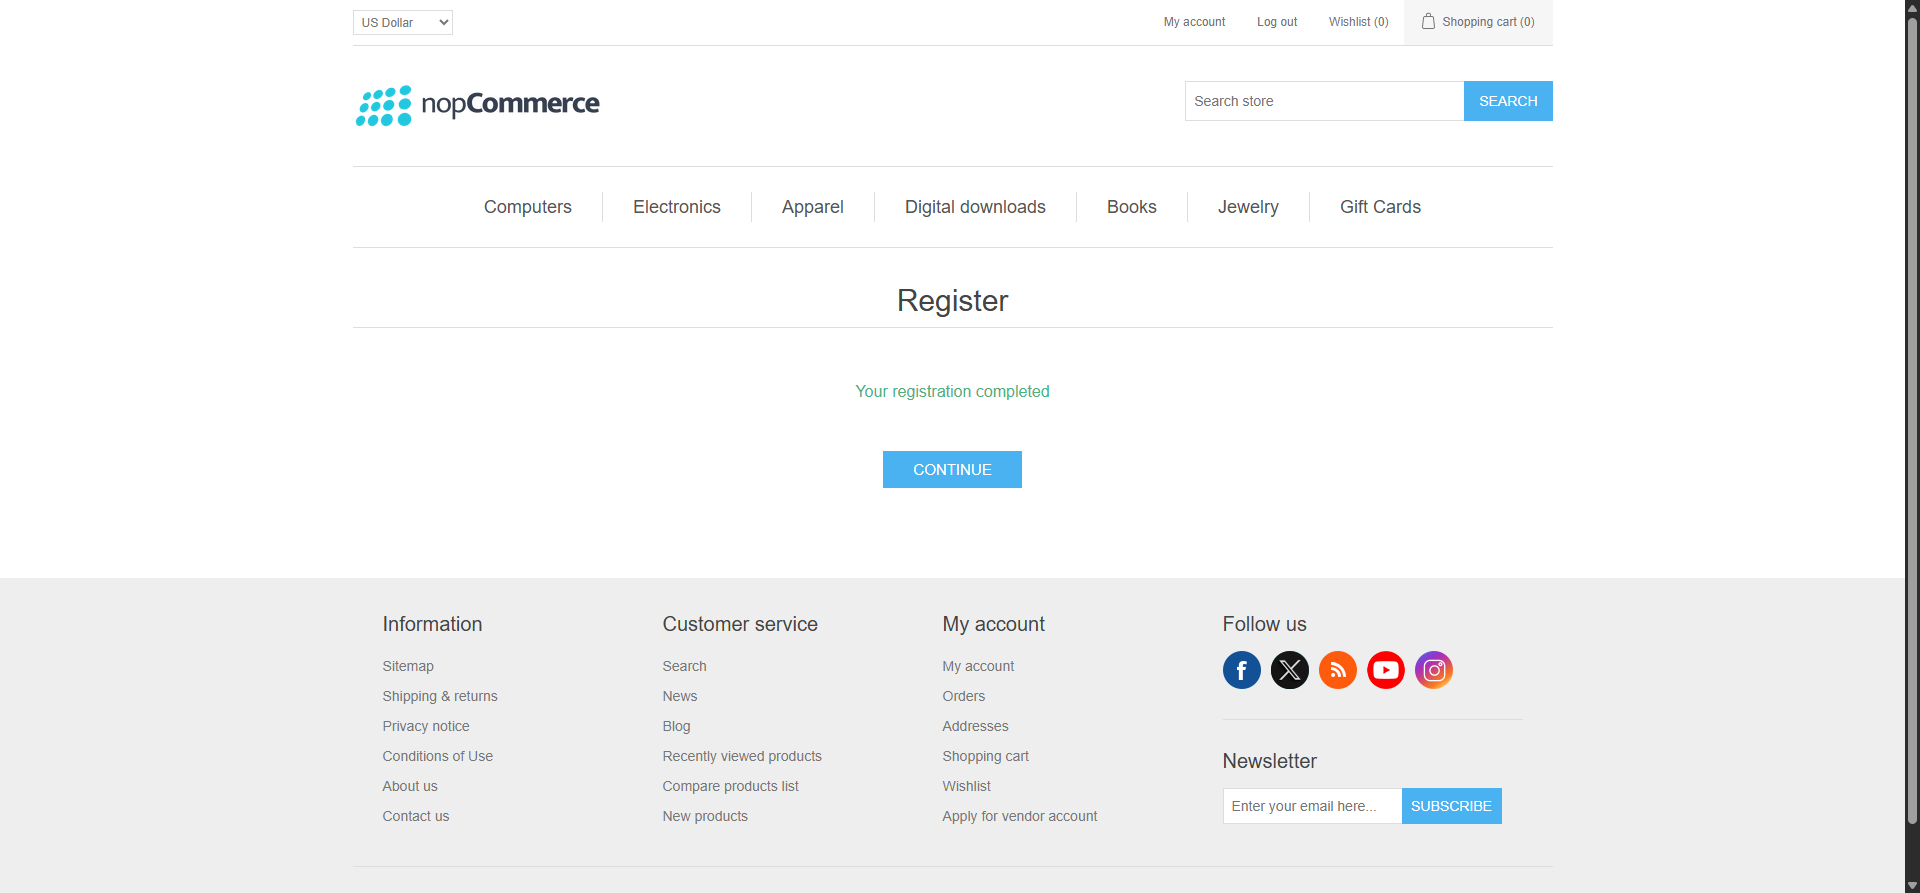 US Dollar
My account
Log out
Wishlist (0)
Shopping cart (0)
nopCommerce
Search store
SEARCH
Computers
Electronics
Apparel
Digital downloads
Books
Jewelry
Gift Cards
Register
Your registration completed
CONTINUE
Information
Sitemap
Shipping & returns
Privacy notice
Conditions of Use
About us
Contact us
Customer service
Search
News
Blog
Recently viewed products
Compare products list
New products
My account
My account
Orders
Addresses
Shopping cart
Wishlist
Apply for vendor account
Follow us
Newsletter
Enter your email here...
SUBSCRIBE